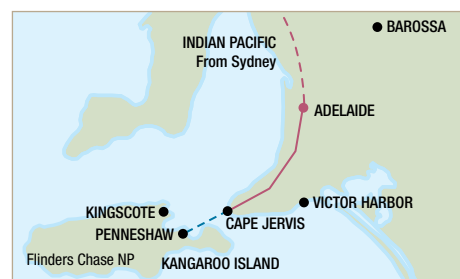 BAROSSA
INDIAN PACIFIC
From Sydney
ADELAIDE
VICTOR HARBOR
KINGSCOTE
CAPE JERVIS
PENNESHAW
Flinders Chase NP
KANGAROO ISLAND